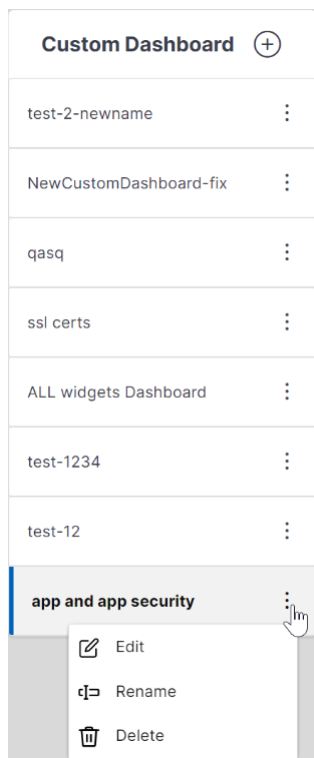 Custom Dashboard
test-2-newname
NewCustomDashboard-fix
qasq
ssl certs
ALL widgets Dashboard
test-1234
test-12
app and app security
Edit
Rename
Delete